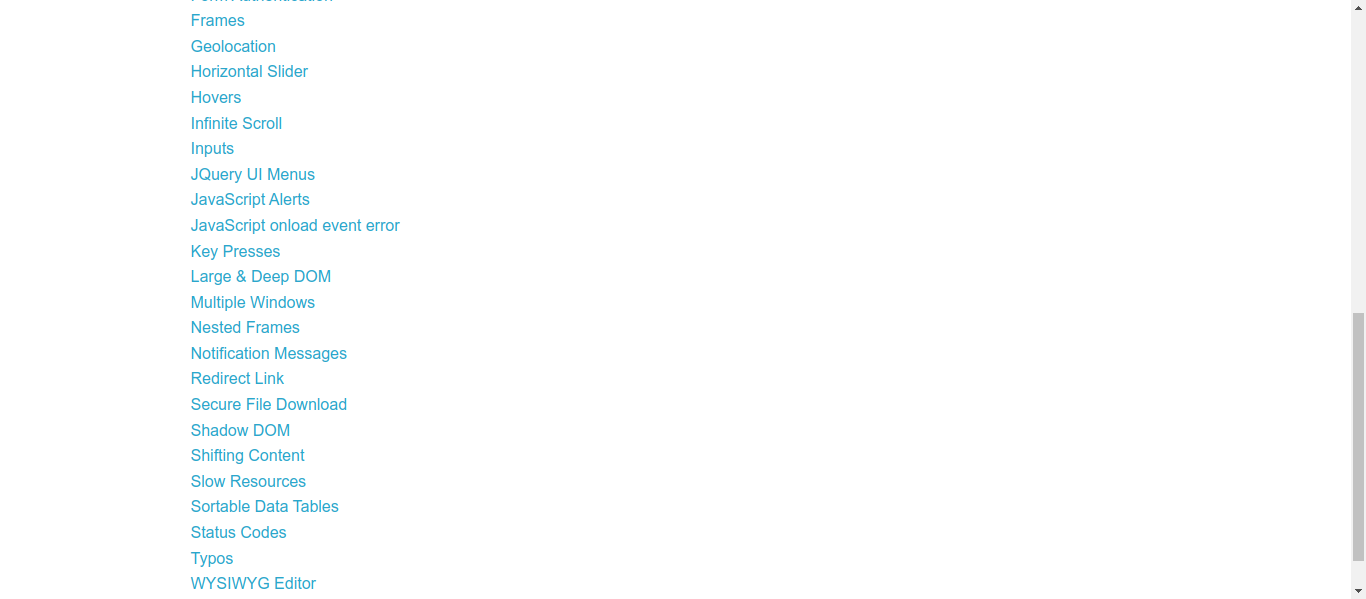 Form Authentication
Frames
Geolocation
Horizontal Slider
Hovers
Infinite Scroll
Inputs
JQuery UI Menus
JavaScript Alerts
JavaScript onload event error
Key Presses
Large & Deep DOM
Multiple Windows
Nested Frames
Notification Messages
Redirect Link
Secure File Download
Shadow DOM
Shifting Content
Slow Resources
Sortable Data Tables
Status Codes
Typos
WYSIWYG Editor